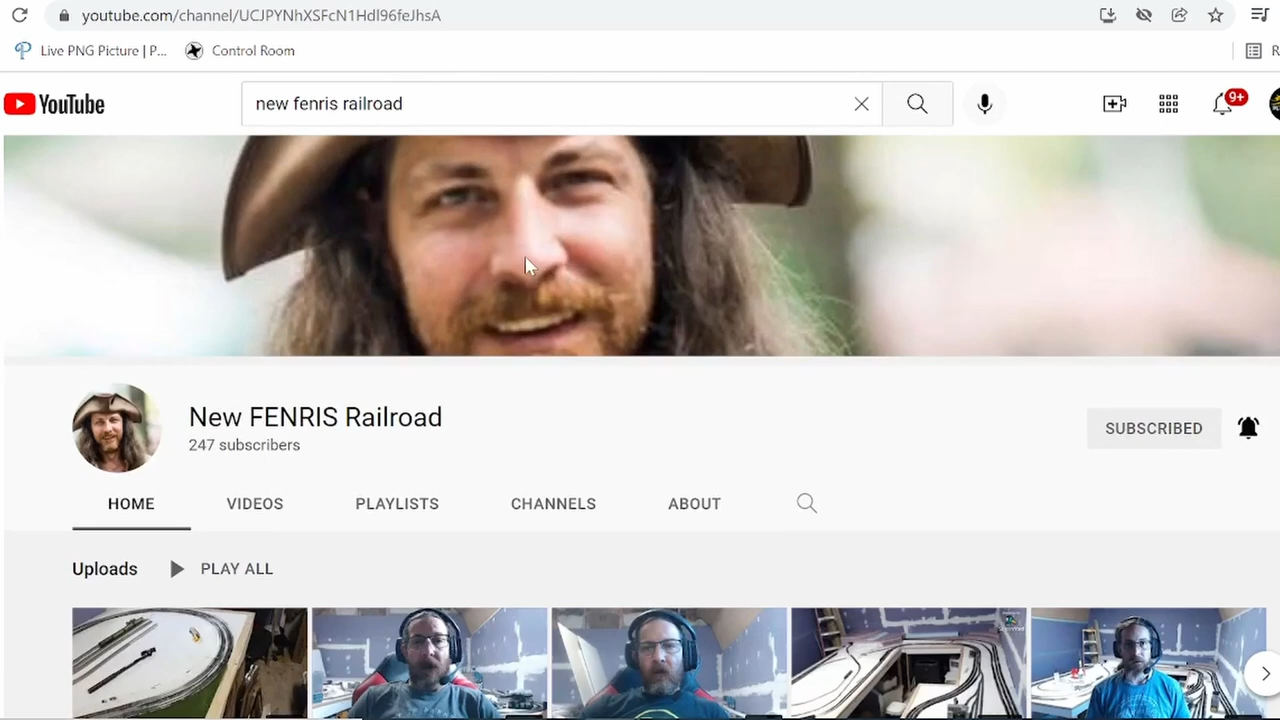 youtube.com/channel/UCJPYNhXSFcN1Hdl96feJhsA
Live PNG Picture | P... Control Room R
YouTube new fenris railroad 9+
New FENRIS Railroad
247 subscribers
SUBSCRIBED
HOME VIDEOS PLAYLISTS CHANNELS ABOUT
Uploads PLAY ALL